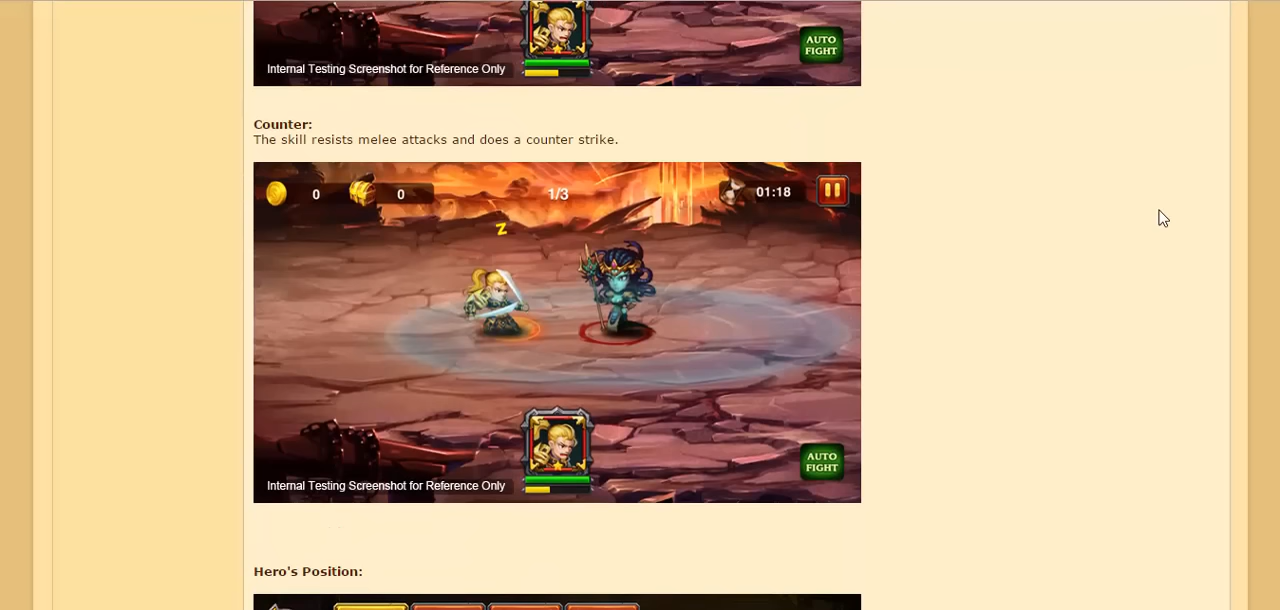 AUTO
FIGHT
Internal Testing Screenshot for Reference Only
Counter:
The skill resists melee attacks and does a counter strike.
0 0 1/3 01:18
z
AUTO
FIGHT
Internal Testing Screenshot for Reference Only
Hero's Position: